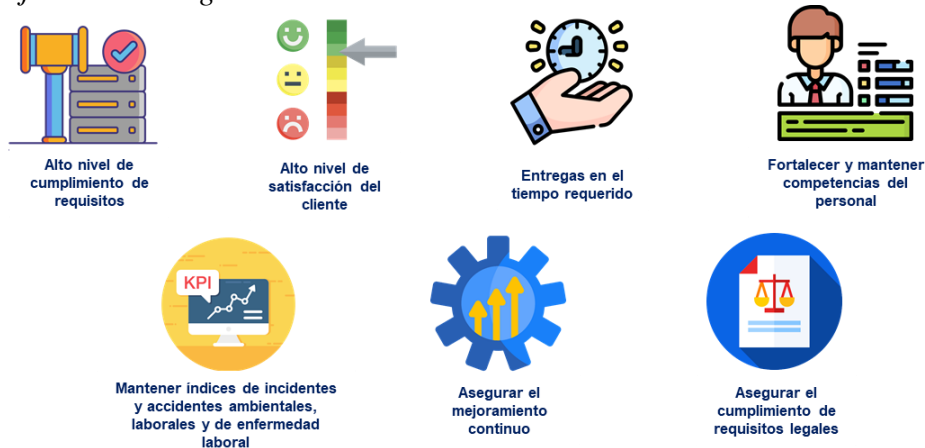 Alto nivel de
cumplimiento de
requisitos
Alto nivel de
satisfacción del
cliente
Entregas en el
tiempo requerido
Fortalecer y mantener
competencias del
personal
KPI
Mantener índices de incidentes
y accidentes ambientales,
laborales y de enfermedad
laboral
Asegurar el
mejoramiento
continuo
Asegurar el
cumplimiento de
requisitos legales